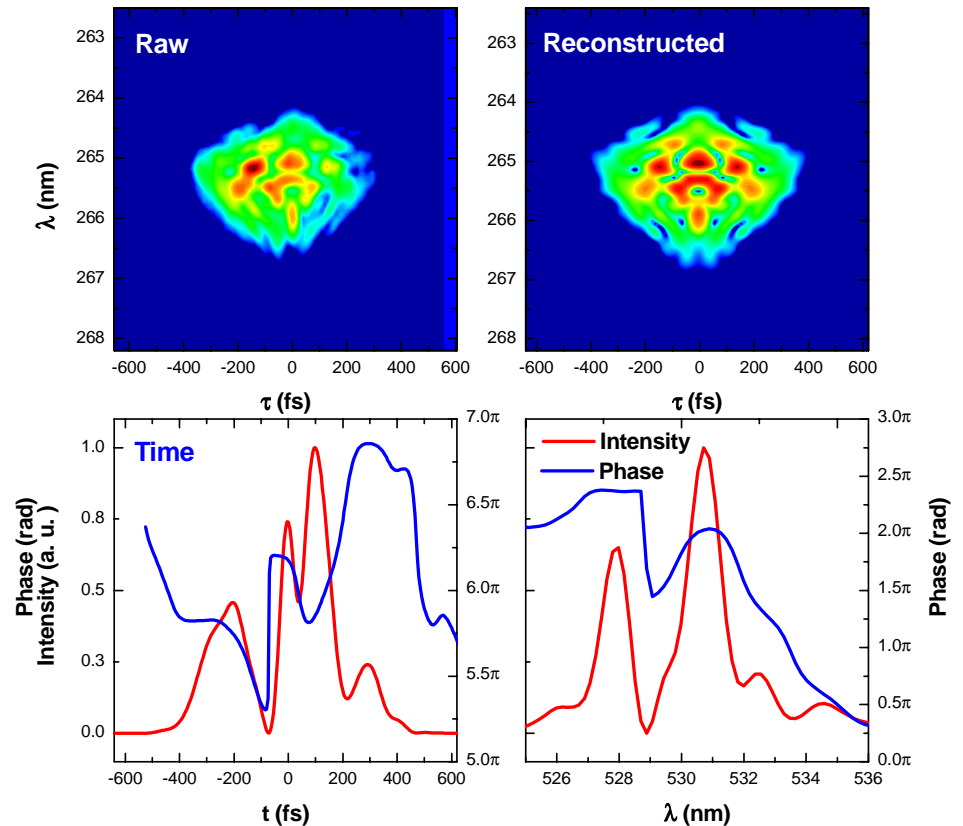 Raw
263
264
265
266
267
268
λ (nm)
-600 -400 -200 0 200 400 600
τ (fs)
Reconstructed
263
264
265
266
267
268
-600 -400 -200 0 200 400 600
τ (fs)
Time
1.0
0.8
0.5
0.3
0.0
Phase (rad)
Intensity (a. u.)
7.0π
6.5π
6.0π
5.5π
5.0π
-600 -400 -200 0 200 400 600
t (fs)
Intensity
Phase
3.0π
2.5π
2.0π
1.5π
1.0π
0.5π
0.0π
Phase (rad)
526 528 530 532 534 536
λ (nm)